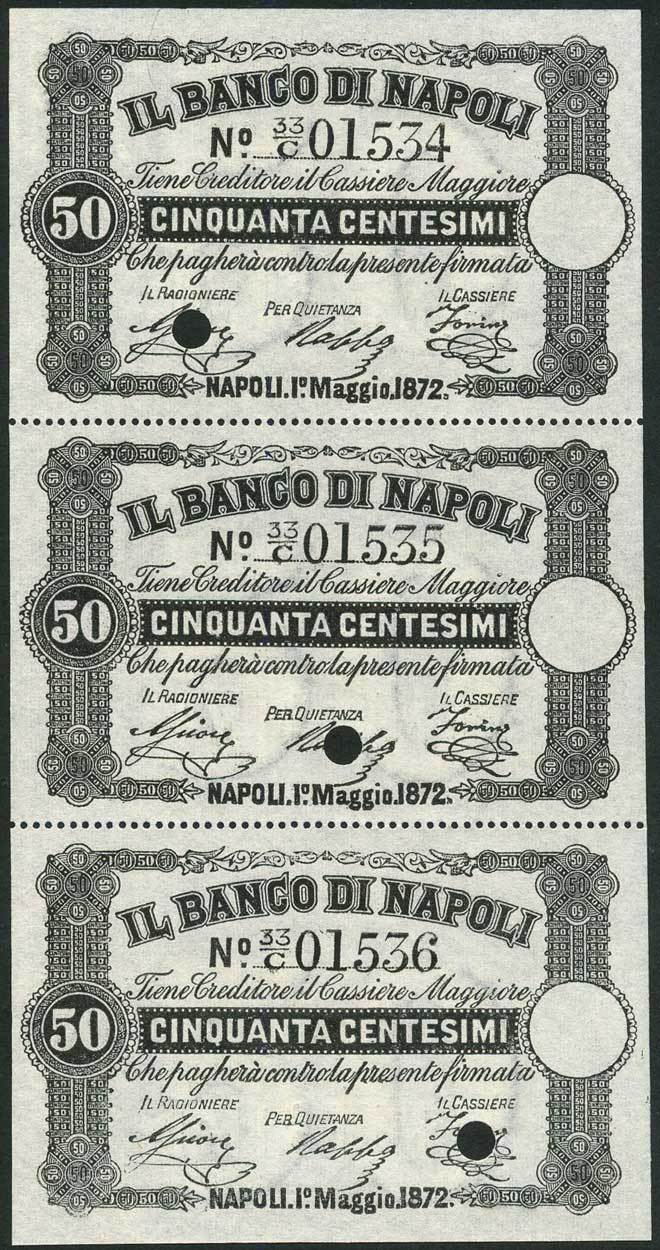 IL BANCO DI NAPOLI
Nº. 33/C 01534
Tiene Creditore il Cassiere Maggiore
50 CINQUANTA CENTESIMI
Che pagherà contro la presente firmata
IL RAGIONIERE PER QUIETANZA IL CASSIERE
NAPOLI. 1º. Maggio. 1872.
IL BANCO DI NAPOLI
Nº. 33/C 01535
Tiene Creditore il Cassiere Maggiore
50 CINQUANTA CENTESIMI
Che pagherà contro la presente firmata
IL RAGIONIERE PER QUIETANZA IL CASSIERE
NAPOLI. 1º. Maggio. 1872.
IL BANCO DI NAPOLI
Nº. 33/C 01536
Tiene Creditore il Cassiere Maggiore
50 CINQUANTA CENTESIMI
Che pagherà contro la presente firmata
IL RAGIONIERE PER QUIETANZA IL CASSIERE
NAPOLI. 1º. Maggio. 1872.